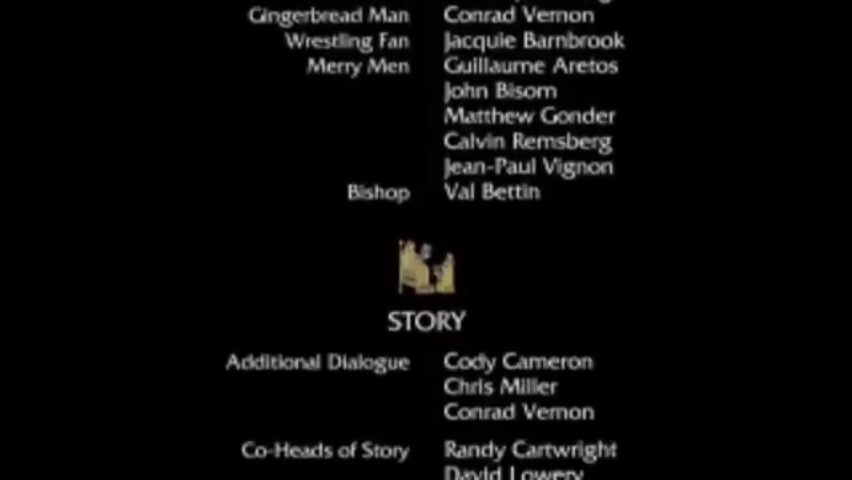 Gingerbread Man Conrad Vernon
Wrestling Fan Jacquie Barnbrook
Merry Men Guillaume Aretos
John Bisom
Matthew Gonder
Calvin Remsberg
Jean-Paul Vignon
Bishop Val Bettin
STORY
Additional Dialogue Cody Cameron
Chris Miller
Conrad Vernon
Co-Heads of Story Randy Cartwright
David Lowery